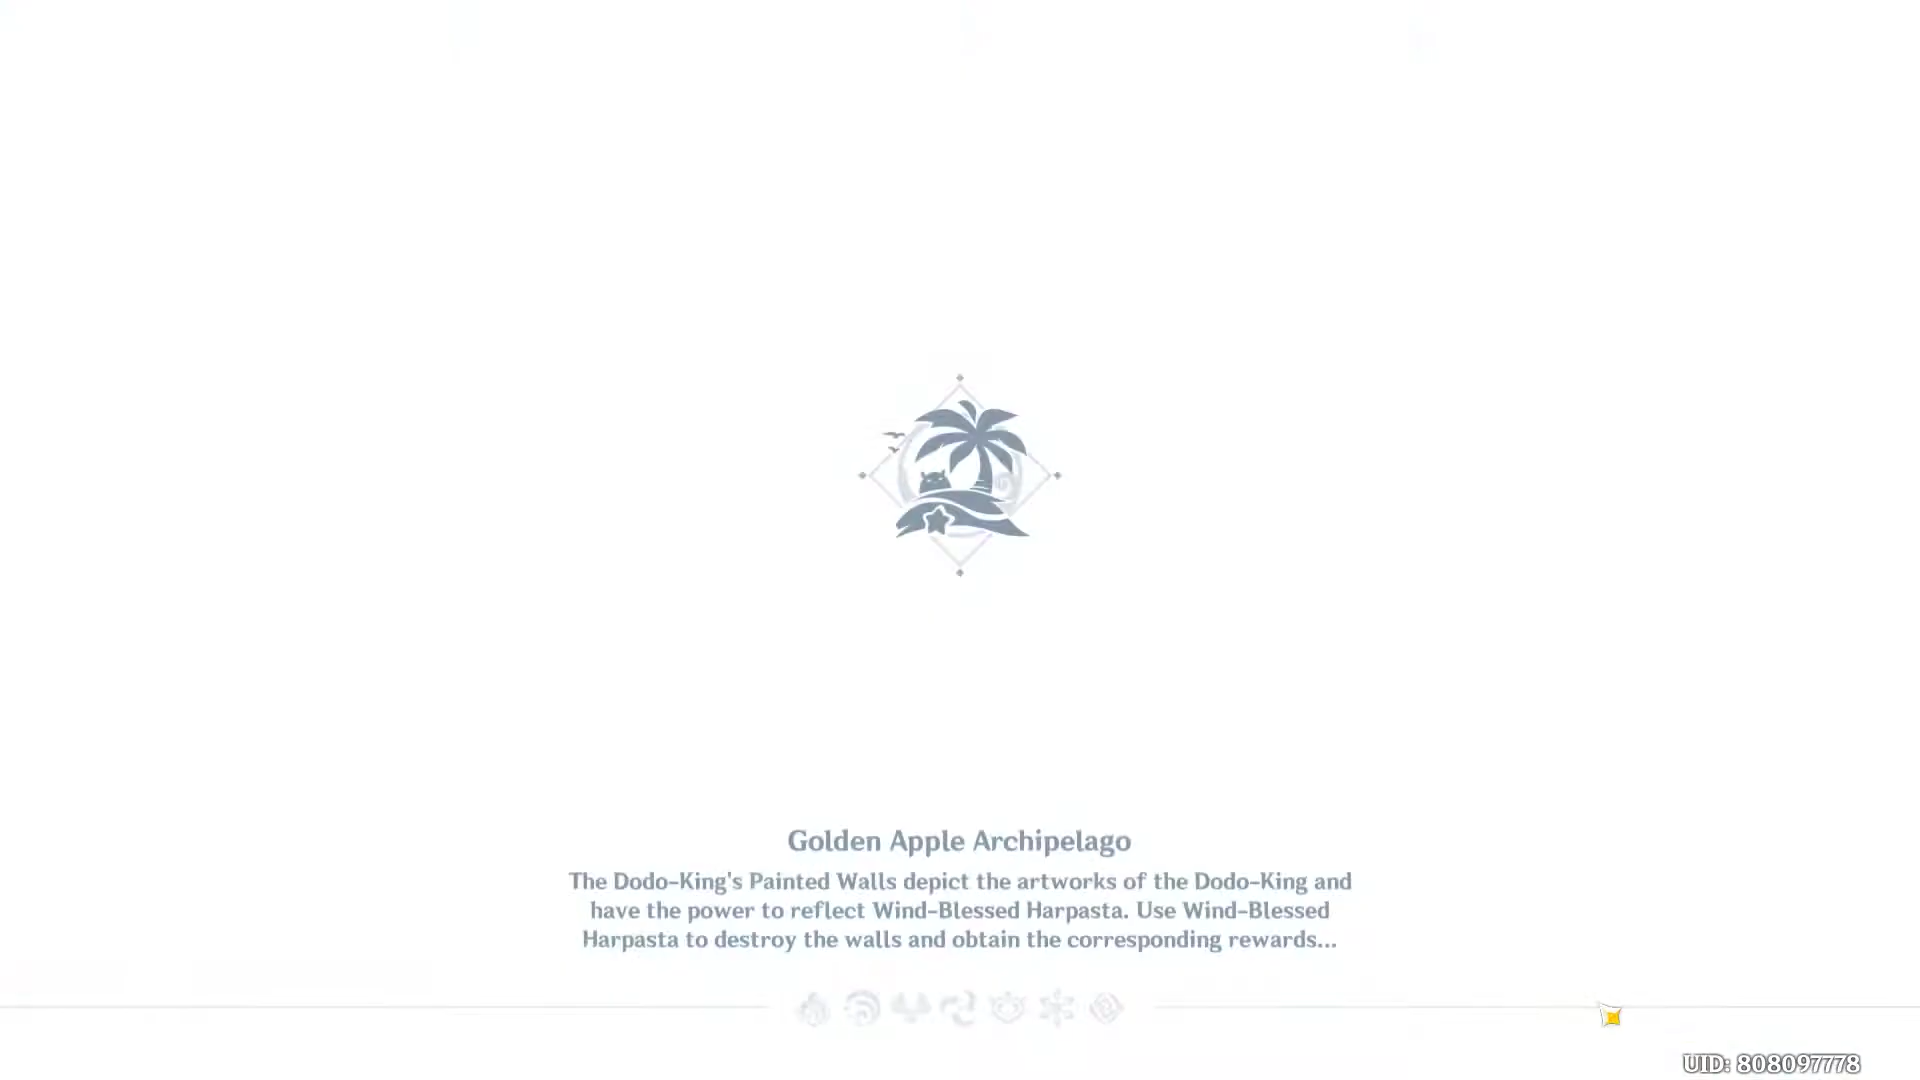 Golden Apple Archipelago
The Dodo-King's Painted Walls depict the artworks of the Dodo-King and
have the power to reflect Wind-Blessed Harpasta. Use Wind-Blessed
Harpasta to destroy the walls and obtain the corresponding rewards...
UID: 808097778